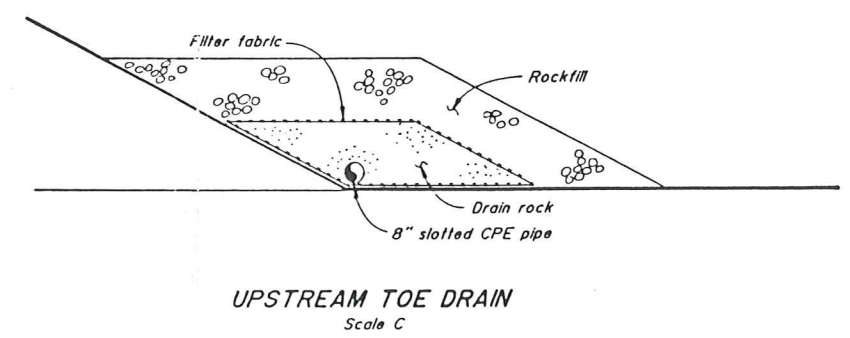 Filter fabric
Rockfill
Drain rock
8" slotted CPE pipe
UPSTREAM TOE DRAIN
Scale C